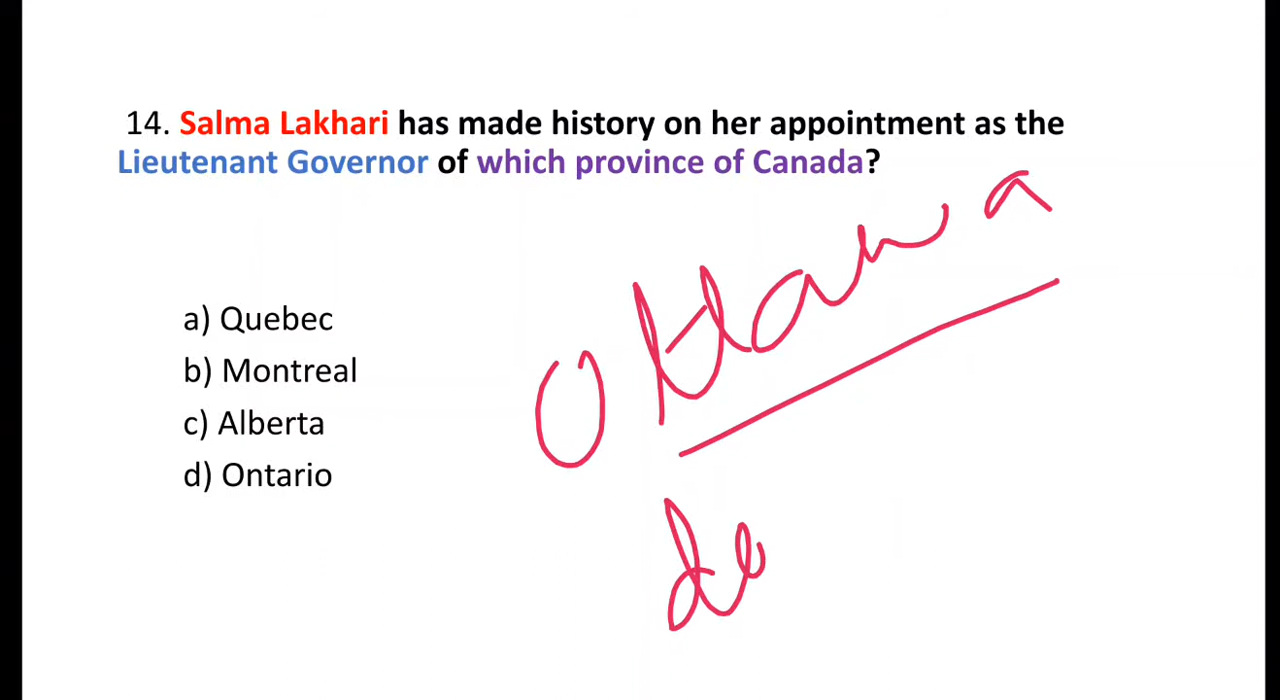 14. Salma Lakhari has made history on her appointment as the
Lieutenant Governor of which province of Canada?
a) Quebec
b) Montreal
c) Alberta
d) Ontario
Ottawa